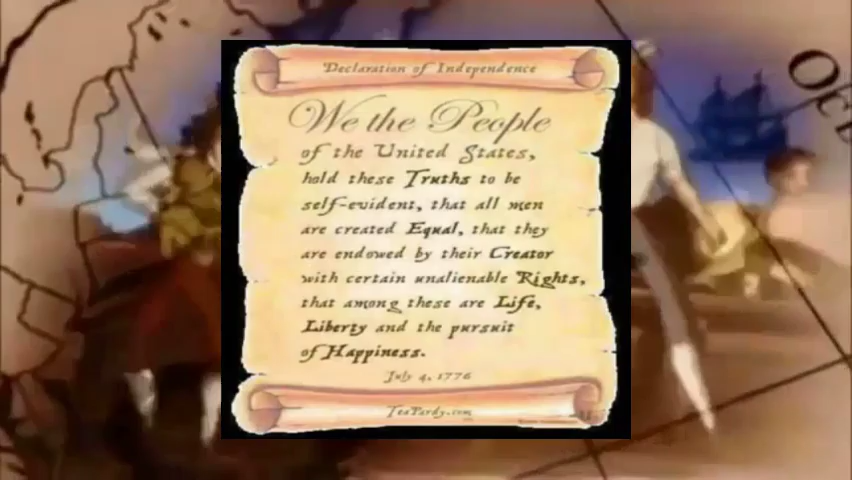 Declaration of Independence
We the People
of the United States,
hold these Truths to be
self-evident, that all men
are created Equal, that they
are endowed by their Creator
with certain unalienable Rights,
that among these are Life,
Liberty and the pursuit
of Happiness.
July 4, 1776
TeaPardy.com